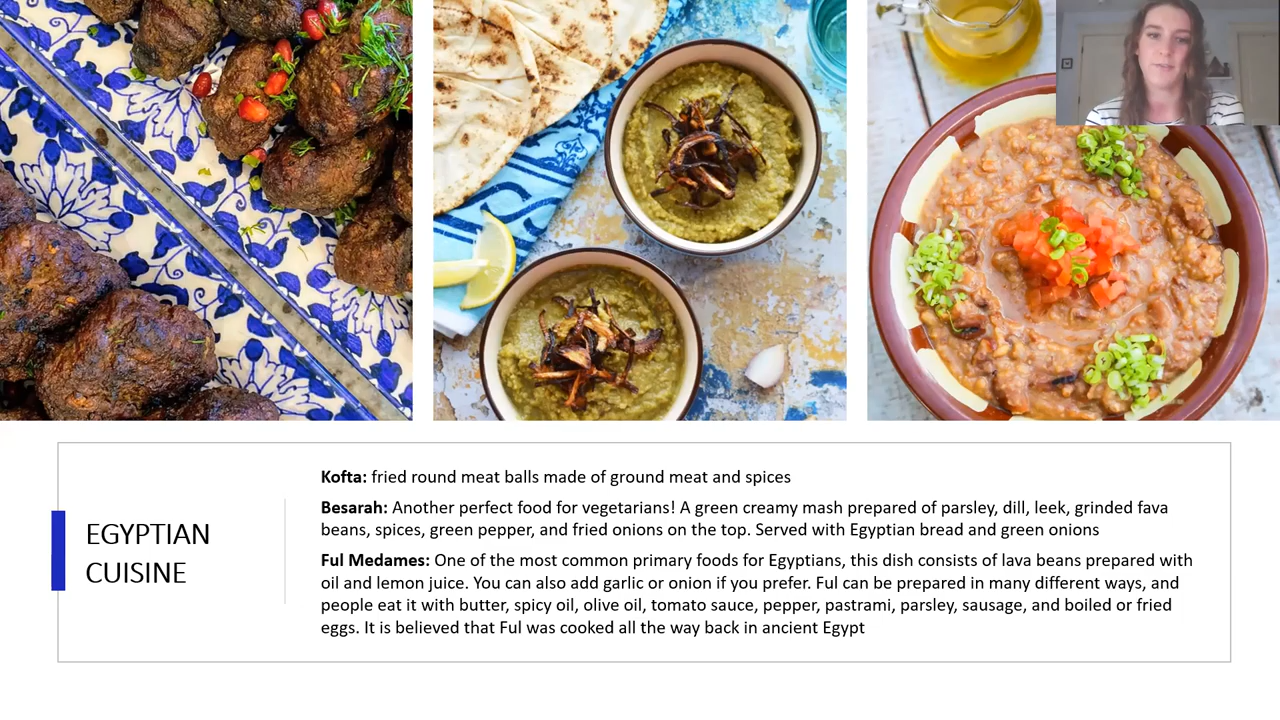 EGYPTIAN
CUISINE
Kofta: fried round meat balls made of ground meat and spices
Besarah: Another perfect food for vegetarians! A green creamy mash prepared of parsley, dill, leek, grinded fava
beans, spices, green pepper, and fried onions on the top. Served with Egyptian bread and green onions
Ful Medames: One of the most common primary foods for Egyptians, this dish consists of lava beans prepared with
oil and lemon juice. You can also add garlic or onion if you prefer. Ful can be prepared in many different ways, and
people eat it with butter, spicy oil, olive oil, tomato sauce, pepper, pastrami, parsley, sausage, and boiled or fried
eggs. It is believed that Ful was cooked all the way back in ancient Egypt